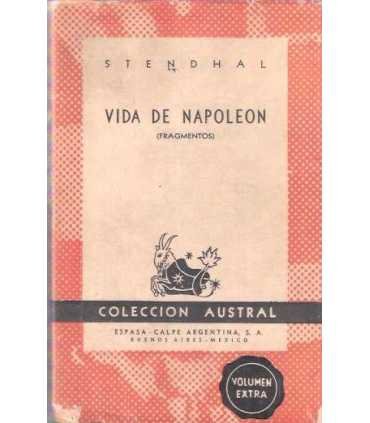 STENDHAL
VIDA DE NAPOLEON
(FRAGMENTOS)
COLECCION AUSTRAL
ESPASA-CALPE ARGENTINA, S. A.
BUENOS AIRES-MEXICO
VOLUMEN
EXTRA